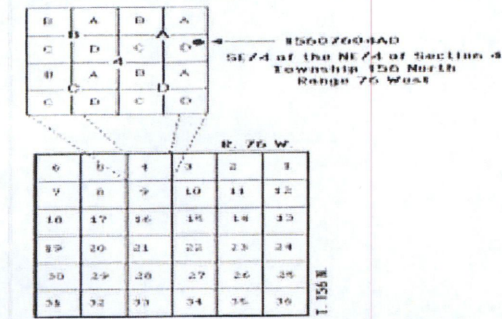 B A B A
B A
C D C D
15607604AD
SE/4 of the NE/4 of Section 4
Township 156 North
Range 76 West
4
B A B A
C D
C D C D
R. 76 W.
6 5 4 3 2 1
7 8 9 10 11 12
18 17 16 15 14 13
19 20 21 22 23 24
30 29 28 27 26 25
31 32 33 34 35 36
T. 156 N.